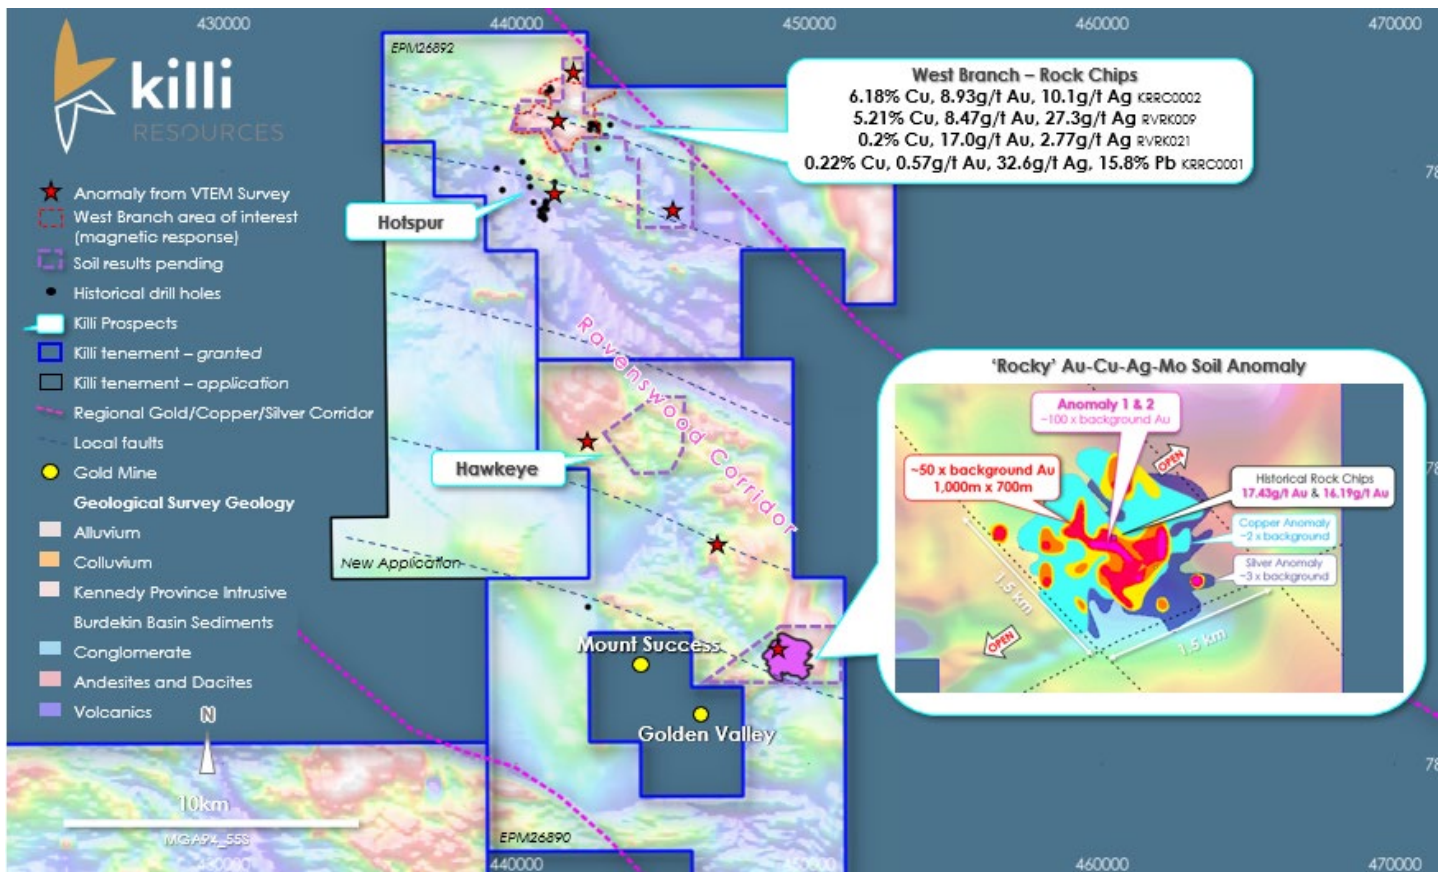 430000
440000
450000
460000
470000
killi
RESOURCES
EPM26892
West Branch – Rock Chips
6.18% Cu, 8.93g/t Au, 10.1g/t Ag KRRC0002
5.21% Cu, 8.47g/t Au, 27.3g/t Ag RVRK009
0.2% Cu, 17.0g/t Au, 2.77g/t Ag RVRK021
0.22% Cu, 0.57g/t Au, 32.6g/t Ag, 15.8% Pb KRRC0001
78
Anomaly from VTEM Survey
West Branch area of interest
(magnetic response)
Soil results pending
Historical drill holes
Killi Prospects
Killi tenement – granted
Killi tenement – application
Regional Gold/Copper/Silver Corridor
Local faults
Gold Mine
Geological Survey Geology
Alluvium
Colluvium
Kennedy Province Intrusive
Burdekin Basin Sediments
Conglomerate
Andesites and Dacites
Volcanics
N
10km
MGA94_55S
Hotspur
Ravenswood Corridor
Hawkeye
New Application
Mount Success
Golden Valley
EPM26890
'Rocky' Au-Cu-Ag-Mo Soil Anomaly
Anomaly 1 & 2
~100 x background Au
OPEN
~50 x background Au
1,000m x 700m
Historical Rock Chips
17.43g/t Au & 16.19g/t Au
Copper Anomaly
~2 x background
Silver Anomaly
~3 x background
1.5 km
1.5 km
OPEN
78
78
430000
440000
450000
460000
470000